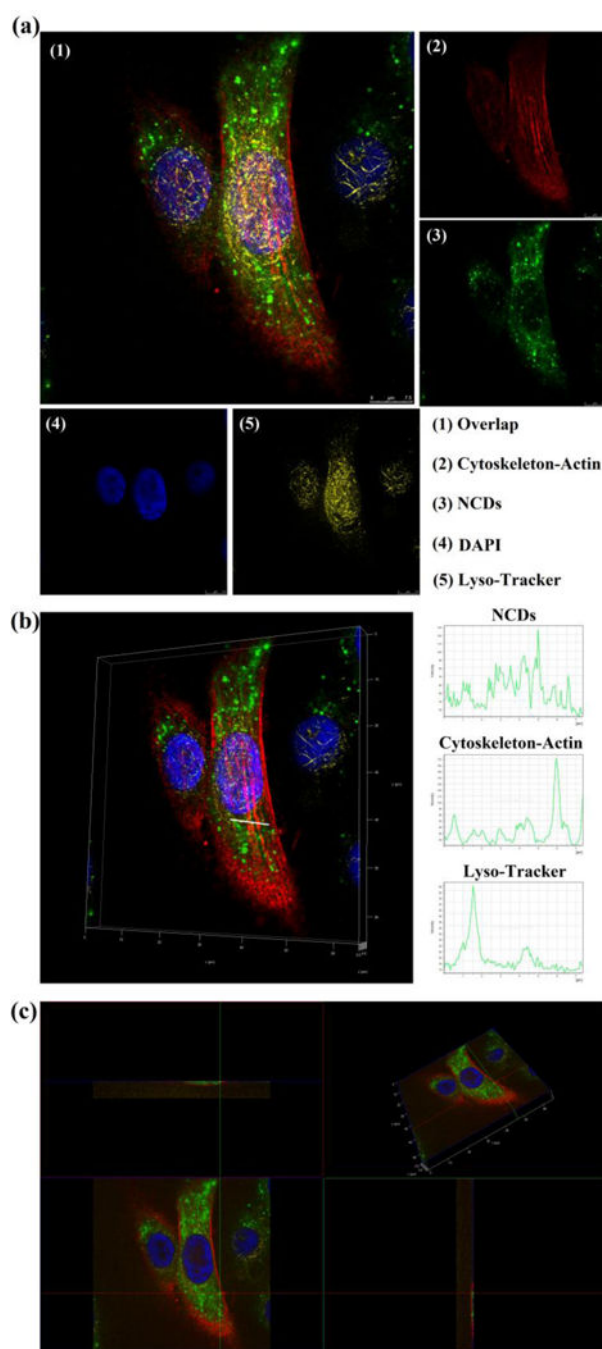 (a)
(1)
(2)
(3)
(4)
(5)
(1) Overlap
(2) Cytoskeleton-Actin
(3) NCDs
(4) DAPI
(5) Lyso-Tracker
(b)
NCDs
Cytoskeleton-Actin
Lyso-Tracker
(c)